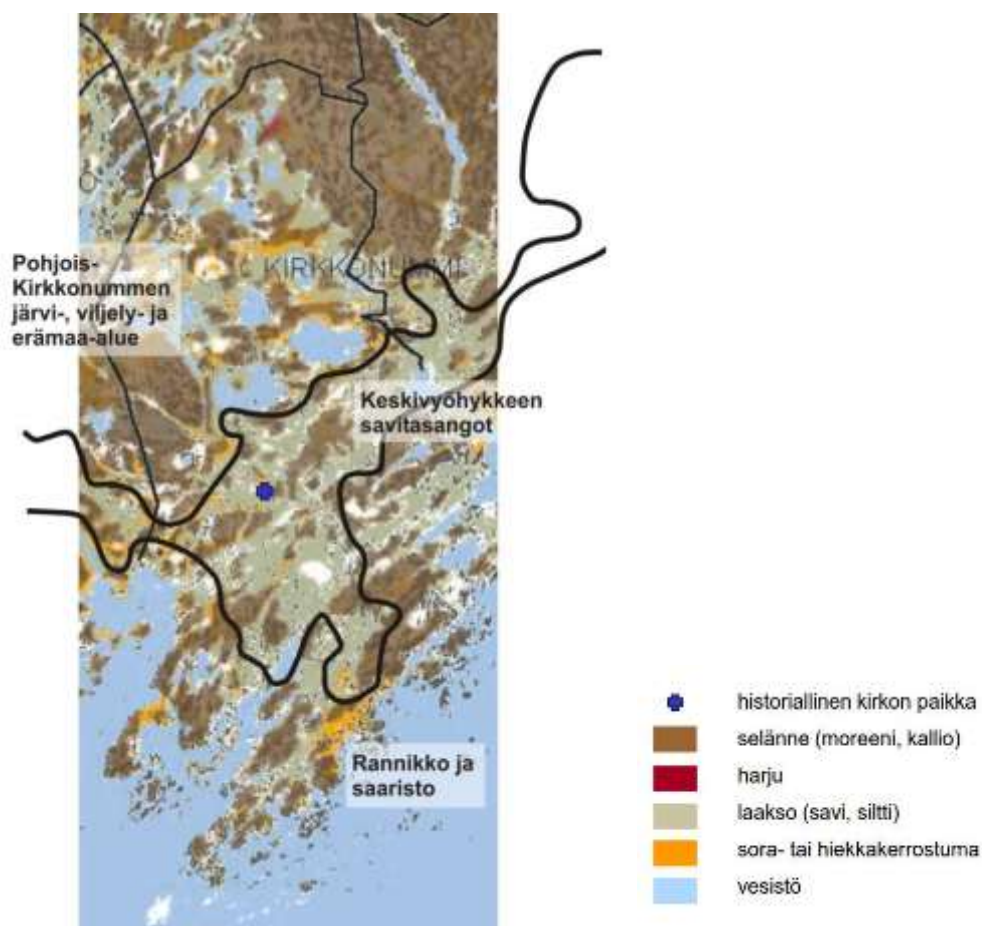 KIRKKONUMMI
Pohjois-
Kirkkonummen
järvi-, viljely- ja
erämaa-alue
Keskivyöhykkeen
savitasangot
Rannikko ja
saaristo
historiallinen kirkon paikka
selänne (moreeni, kallio)
harju
laakso (savi, siltti)
sora- tai hiekkakerrostuma
vesistö